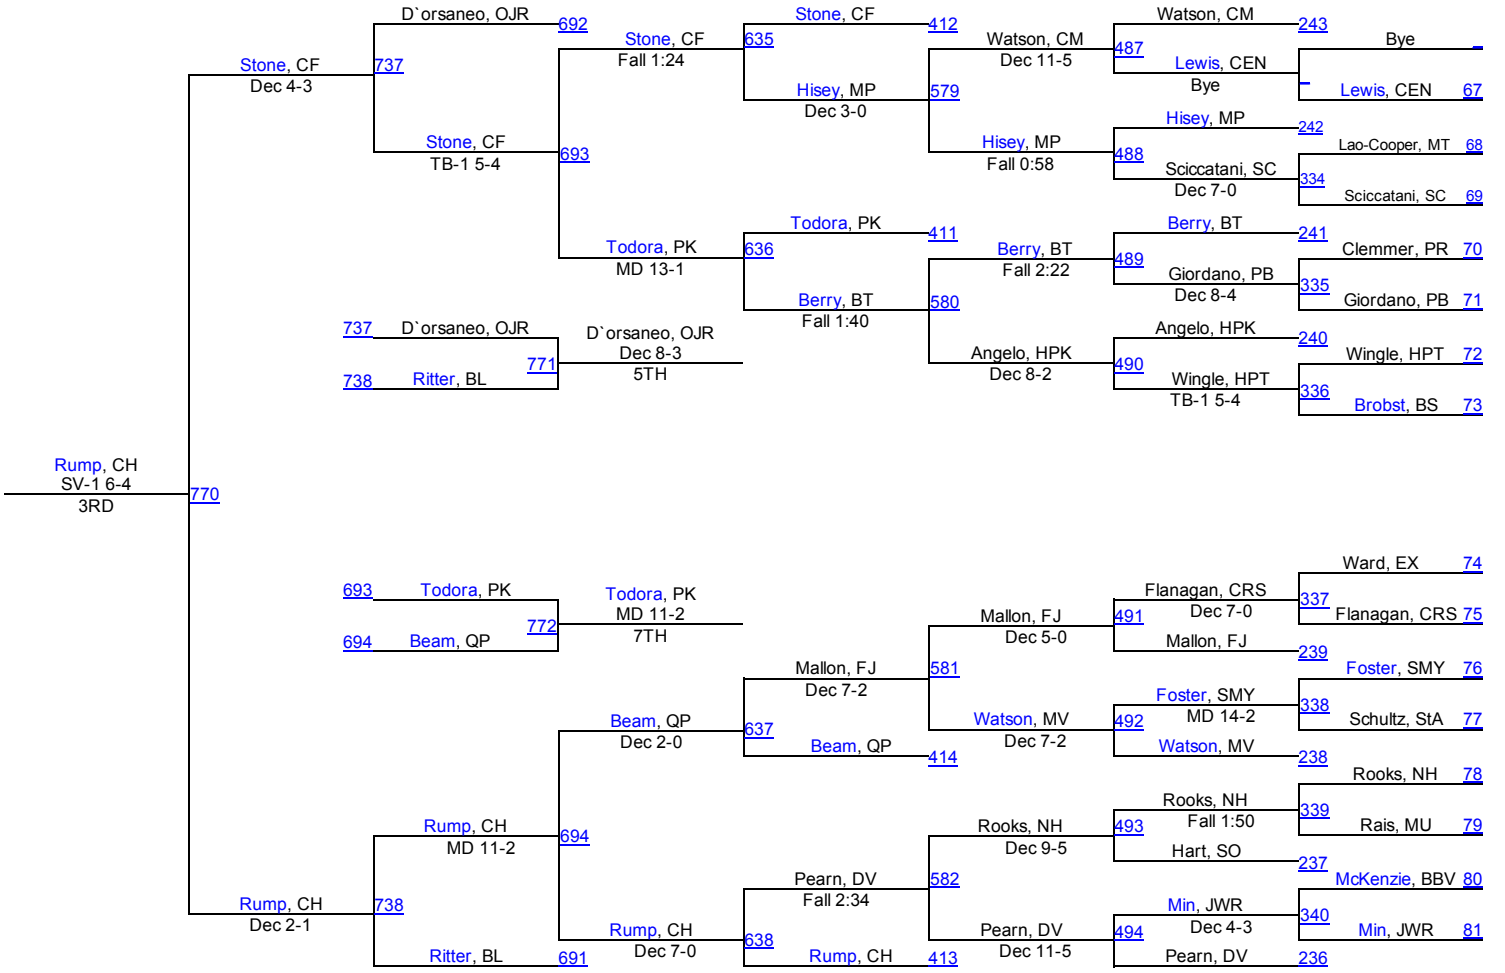 D`orsaneo, OJR
692
Stone, CF
Dec 4-3
737
Stone, CF
TB-1 5-4
693
Stone, CF
Fall 1:24
635
Stone, CF
412
Hisey, MP
Dec 3-0
579
Watson, CM
Dec 11-5
487
Watson, CM
243
Lewis, CEN
Bye
Bye
Lewis, CEN
67
Hisey, MP
Fall 0:58
488
Hisey, MP
242
Sciccatani, SC
Dec 7-0
334
Lao-Cooper, MT
68
Sciccatani, SC
69
Todora, PK
MD 13-1
636
Todora, PK
411
Berry, BT
Fall 1:40
580
Berry, BT
Fall 2:22
489
Berry, BT
241
Giordano, PB
Dec 8-4
335
Clemmer, PR
70
Giordano, PB
71
Angelo, HPK
Dec 8-2
490
Angelo, HPK
240
Wingle, HPT
TB-1 5-4
336
Wingle, HPT
72
Brobst, BS
73
737
D`orsaneo, OJR
738
Ritter, BL
771
D`orsaneo, OJR
Dec 8-3
5TH
Rump, CH
SV-1 6-4
3RD
770
693
Todora, PK
694
Beam, QP
772
Todora, PK
MD 11-2
7TH
Ward, EX
74
Flanagan, CRS
Dec 7-0
337
Flanagan, CRS
75
Mallon, FJ
Dec 5-0
491
Mallon, FJ
239
Mallon, FJ
Dec 7-2
581
Foster, SMY
76
Foster, SMY
MD 14-2
338
Schultz, StA
77
Watson, MV
Dec 7-2
492
Watson, MV
238
Beam, QP
Dec 2-0
637
Beam, QP
414
Rooks, NH
78
Rooks, NH
Fall 1:50
339
Rais, MU
79
Rooks, NH
Dec 9-5
493
Hart, SO
237
Rump, CH
MD 11-2
694
Pearn, DV
Fall 2:34
582
McKenzie, BBV
80
Min, JWR
Dec 4-3
340
Min, JWR
81
Pearn, DV
Dec 11-5
494
Pearn, DV
236
Rump, CH
Dec 2-1
738
Rump, CH
Dec 7-0
638
Rump, CH
413
Ritter, BL
691